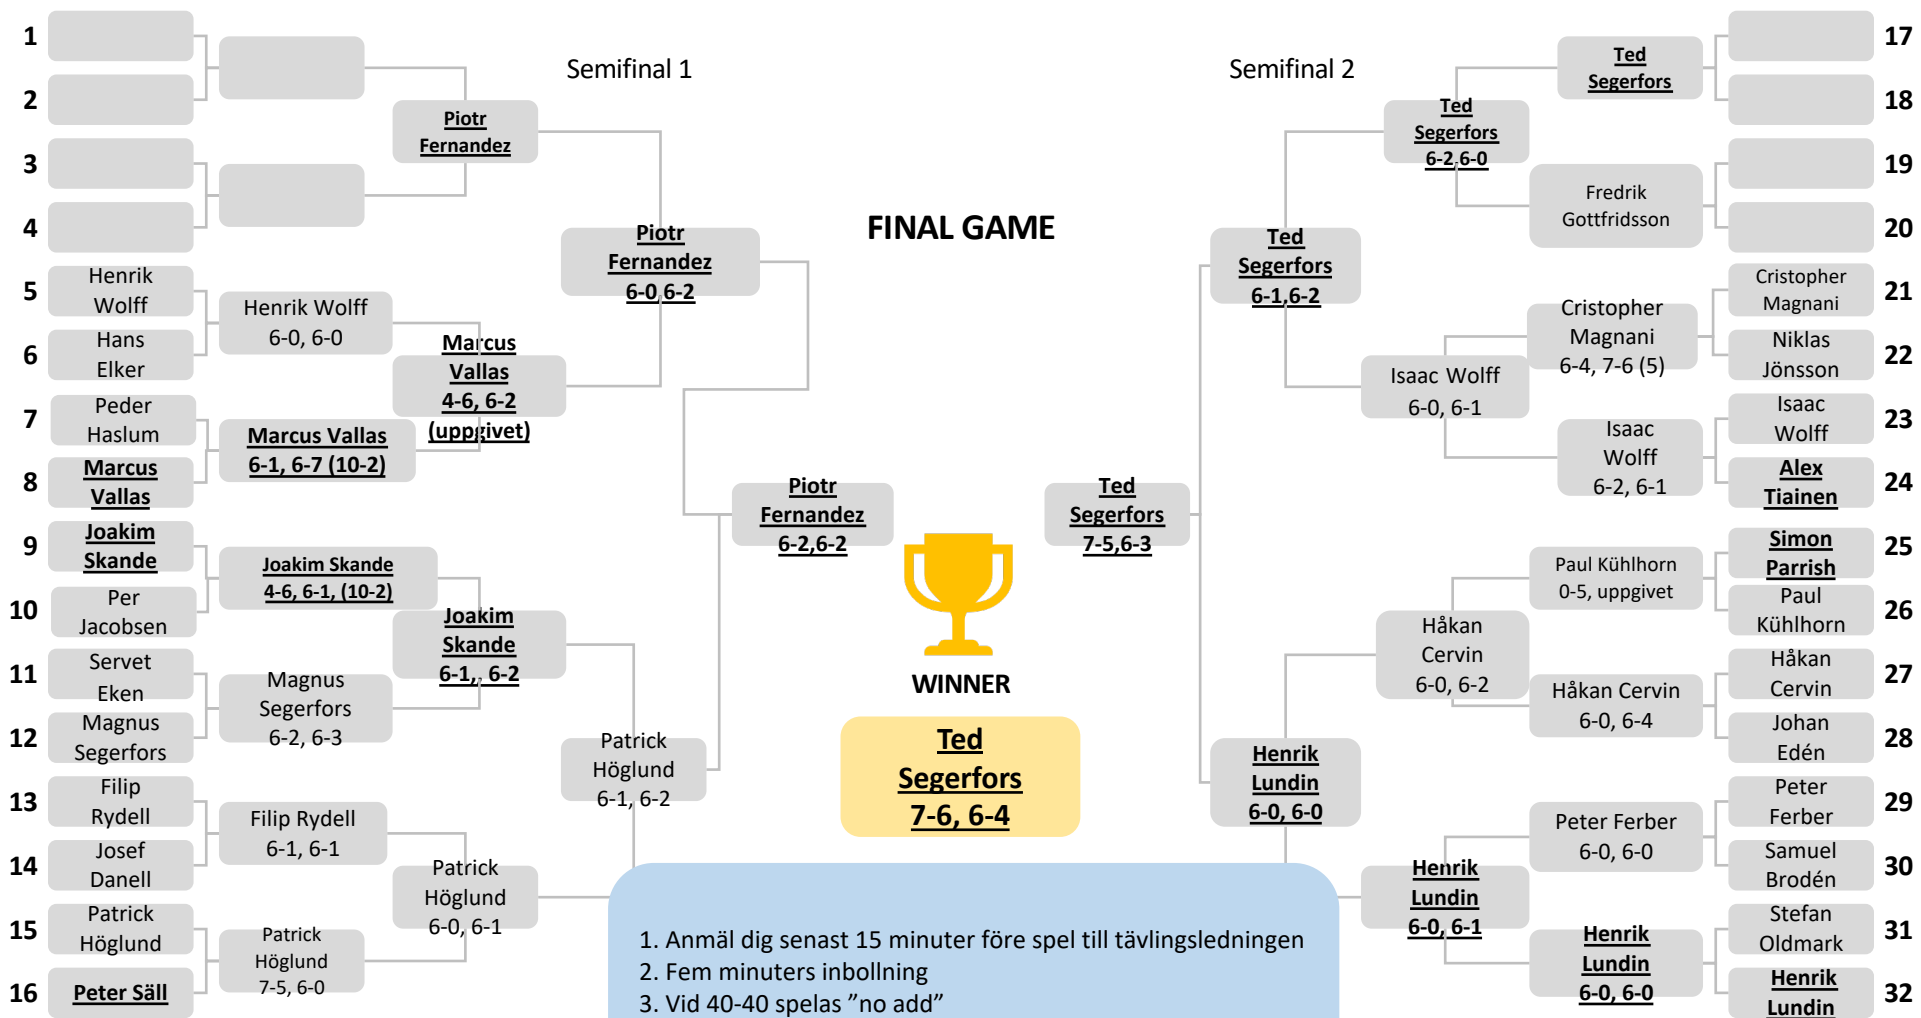 1
2
3
4
5
6
7
8
9
10
11
12
13
14
15
16
Henrik
Wolff
Hans
Elker
Peder
Haslum
Marcus
Vallas
Joakim
Skande
Per
Jacobsen
Servet
Eken
Magnus
Segerfors
Filip
Rydell
Josef
Danell
Patrick
Höglund
Peter Säll
Henrik Wolff
6-0, 6-0
Marcus Vallas
6-1, 6-7 (10-2)
Joakim Skande
4-6, 6-1, (10-2)
Magnus
Segerfors
6-2, 6-3
Filip Rydell
6-1, 6-1
Patrick
Höglund
7-5, 6-0
Piotr
Fernandez
Marcus
Vallas
4-6, 6-2
(uppgivet)
Joakim
Skande
6-1,, 6-2
Patrick
Höglund
6-0, 6-1
Semifinal 1
Piotr
Fernandez
6-0,6-2
Patrick
Höglund
6-1, 6-2
Piotr
Fernandez
6-2,6-2
FINAL GAME
WINNER
Ted
Segerfors
7-6, 6-4
1. Anmäl dig senast 15 minuter före spel till tävlingsledningen
2. Fem minuters inbollning
3. Vid 40-40 spelas ”no add”
Ted
Segerfors
7-5,6-3
Semifinal 2
Ted
Segerfors
6-1,6-2
Henrik
Lundin
6-0, 6-0
Ted
Segerfors
6-2,6-0
Isaac Wolff
6-0, 6-1
Håkan
Cervin
6-0, 6-2
Henrik
Lundin
6-0, 6-1
Ted
Segerfors
Fredrik
Gottfridsson
Cristopher
Magnani
6-4, 7-6 (5)
Isaac
Wolff
6-2, 6-1
Paul Kühlhorn
0-5, uppgivet
Håkan Cervin
6-0, 6-4
Peter Ferber
6-0, 6-0
Henrik
Lundin
6-0, 6-0
Cristopher
Magnani
Niklas
Jönsson
Isaac
Wolff
Alex
Tiainen
Simon
Parrish
Paul
Kühlhorn
Håkan
Cervin
Johan
Edén
Peter
Ferber
Samuel
Brodén
Stefan
Oldmark
Henrik
Lundin
17
18
19
20
21
22
23
24
25
26
27
28
29
30
31
32